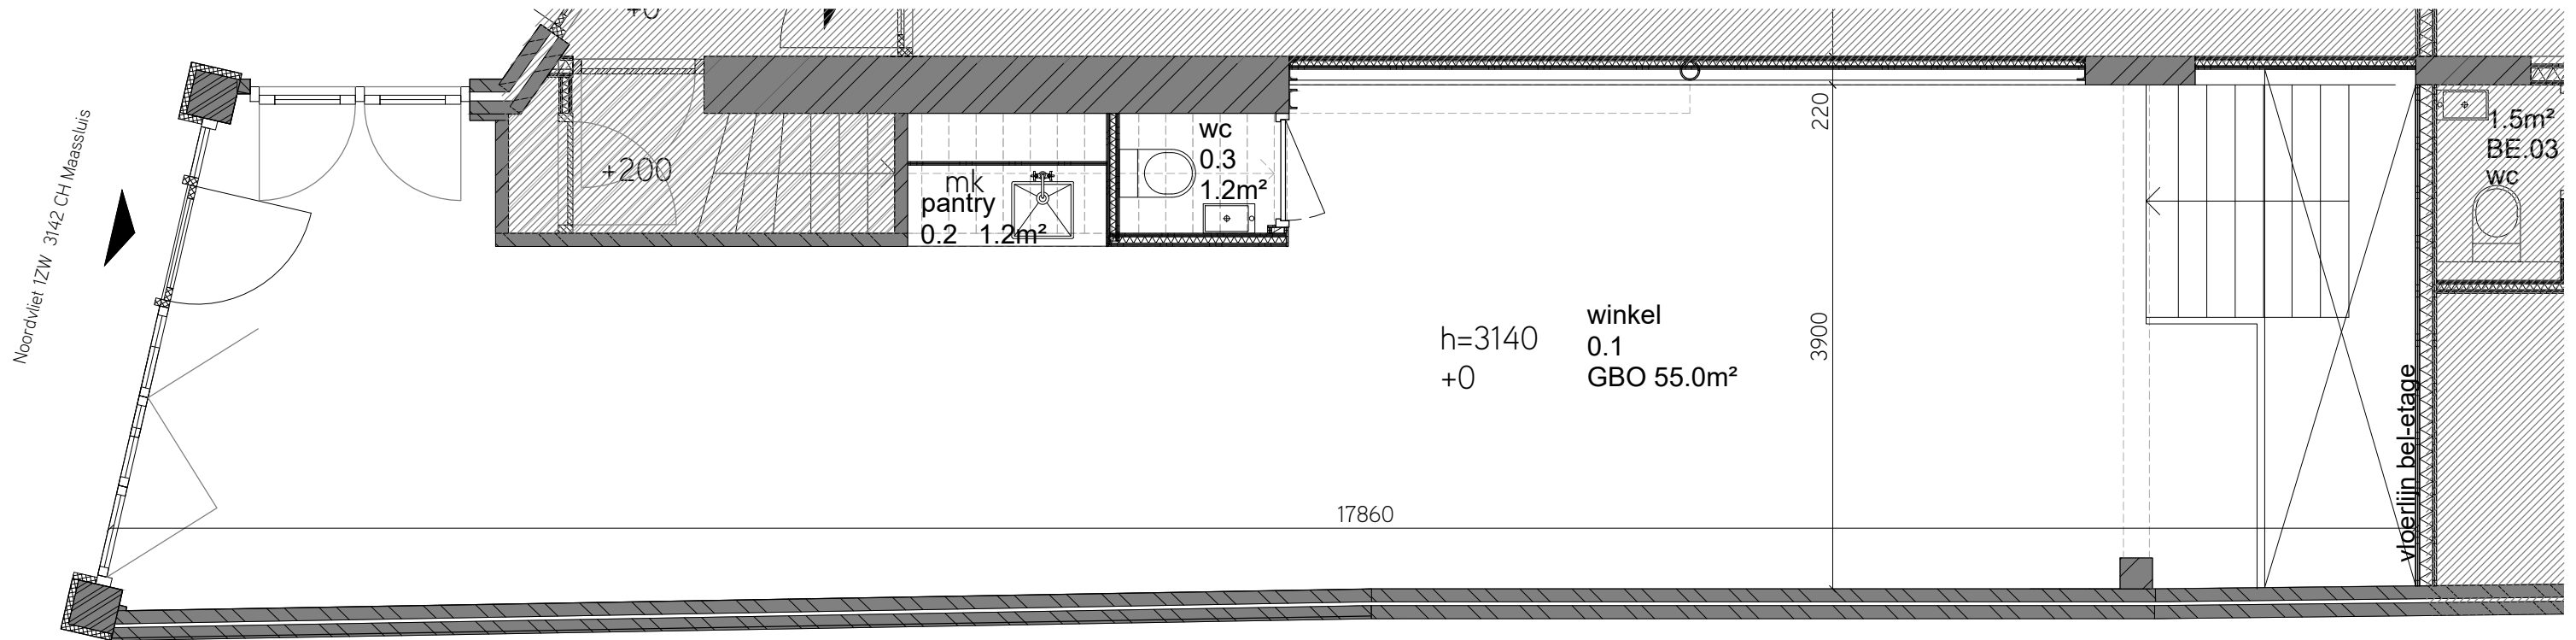 +0
Noordvliet 1ZW 3142 CH Maassluis
+200
mk
pantry
0.2 1.2m²
wc
0.3
1.2m²
220
3900
h=3140
+0
winkel
0.1
GBO 55.0m²
17860
vloerlijn bel-etage
1.5m²
BE.03
wc